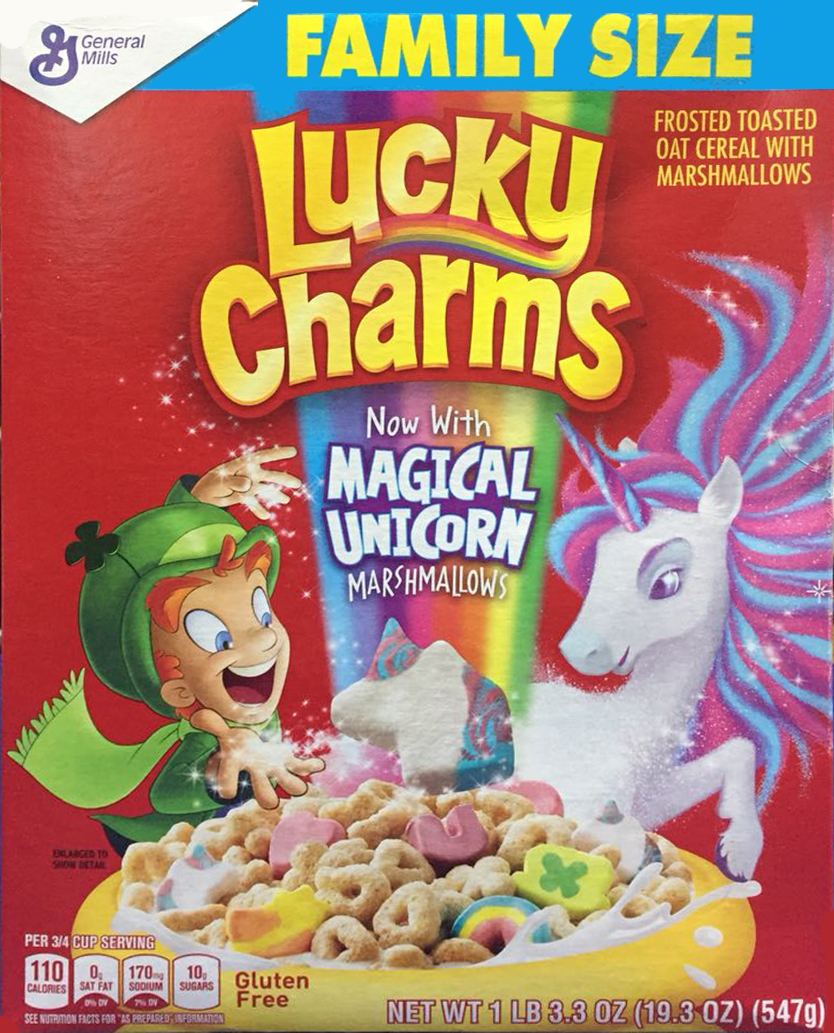 General
Mills
FAMILY SIZE
FROSTED TOASTED
OAT CEREAL WITH
MARSHMALLOWS
Lucky
Charms
Now With
MAGICAL
UNICORN
MARSHMALLOWS
ENLARGED TO
SHOW DETAIL
PER 3/4 CUP SERVING
110 CALORIES
0g SAT FAT 0% DV
170mg SODIUM 7% DV
10g SUGARS
SEE NUTRITION FACTS FOR "AS PREPARED" INFORMATION
Gluten
Free
NET WT 1 LB 3.3 OZ (19.3 OZ) (547g)